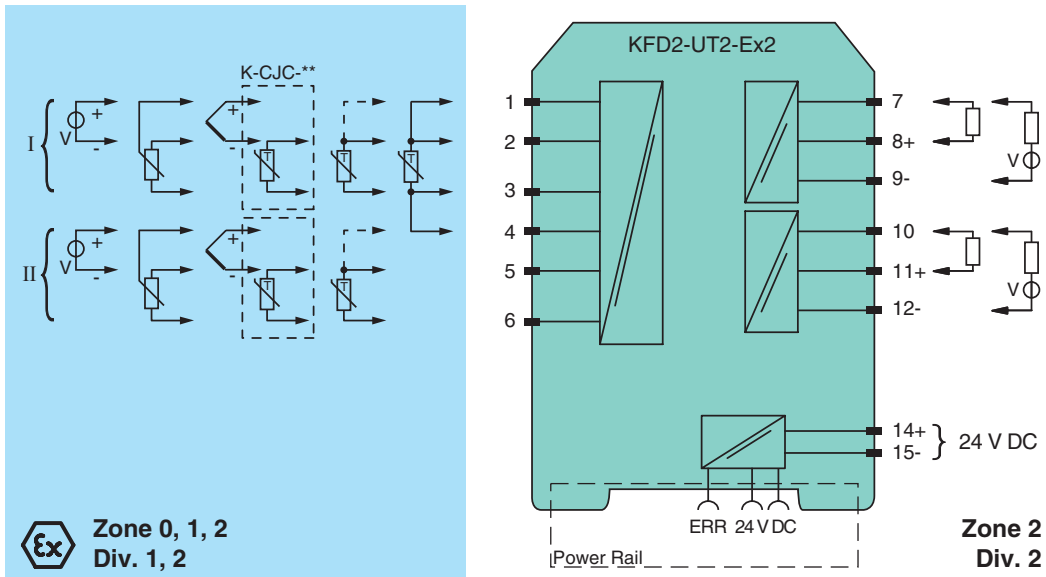 KFD2-UT2-Ex2
K-CJC-**
I
V
+
-
+
-
T
T
T
II
V
+
-
+
-
T
T
1
2
3
4
5
6
7
8+
9-
V
10
11+
12-
V
14+
15-
24 V DC
ERR 24 V DC
Power Rail
Ex
Zone 0, 1, 2
Div. 1, 2
Zone 2
Div. 2